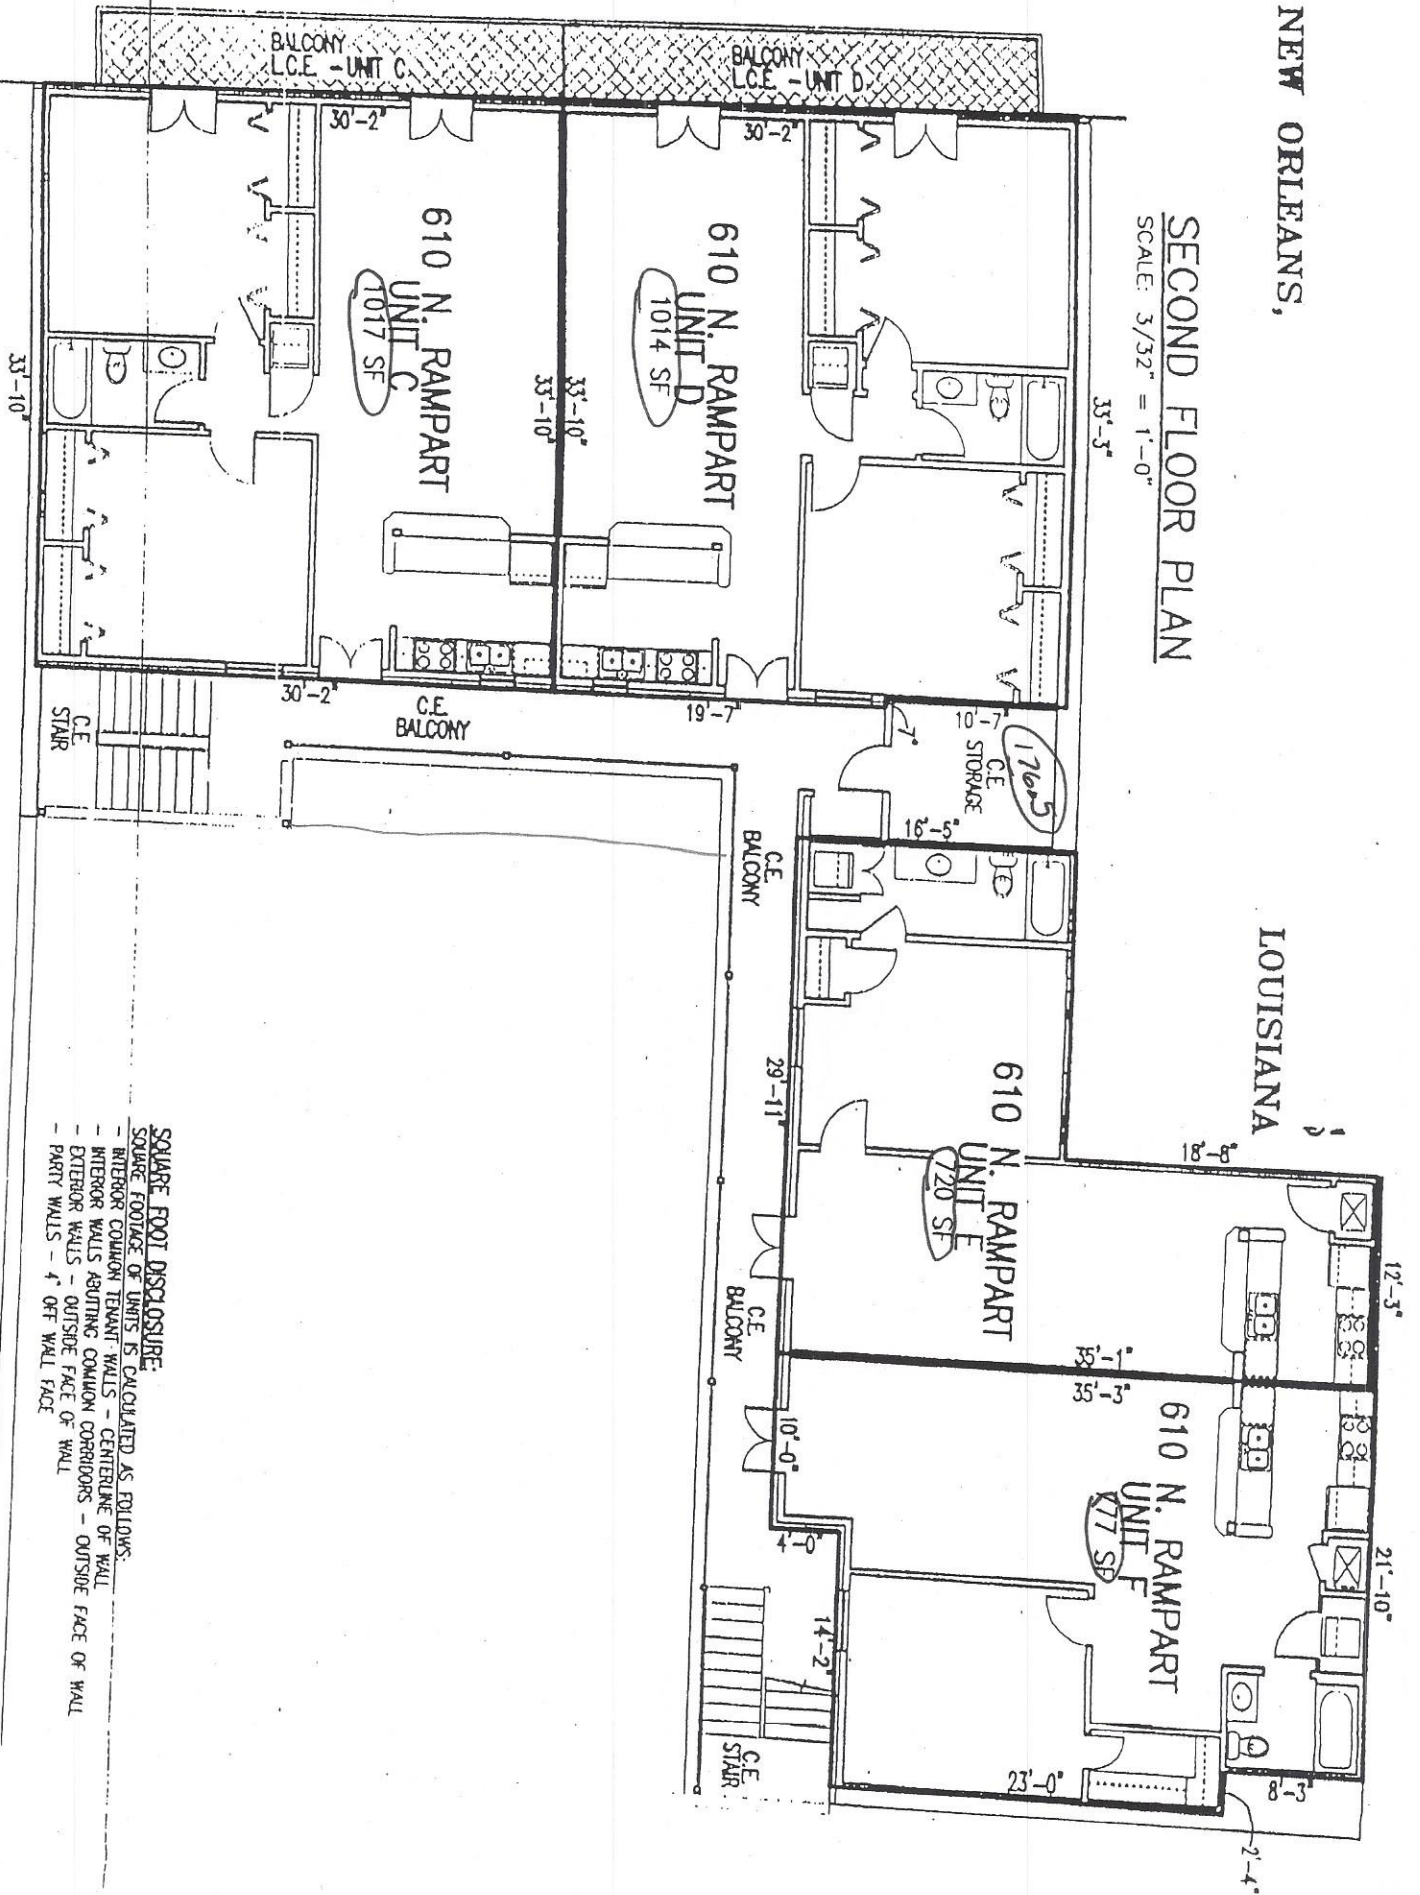 NEW ORLEANS,
LOUISIANA
SECOND FLOOR PLAN
SCALE: 3/32" = 1'-0"
BALCONY
L.C.E. - UNIT D
BALCONY
L.C.E. - UNIT C
33'-3"
30'-2"
610 N. RAMPART
UNIT D
1014 SF
33'-10"
33'-10"
30'-2"
610 N. RAMPART
UNIT C
1017 SF
33'-10"
10'-7"
7"
19'-7"
30'-2"
C.E.
STORAGE
16'-5"
C.E.
BALCONY
C.E.
STAIR
C.E.
BALCONY
18'-8"
12'-3"
610 N. RAMPART
UNIT E
720 SF
29'-11"
35'-1"
35'-3"
C.E.
BALCONY
21'-10"
610 N. RAMPART
UNIT F
77 SF
10'-0"
4'-0"
14'-2"
23'-0"
8'-3"
2'-4"
C.E.
STAIR
SQUARE FOOT DISCLOSURE:
SQUARE FOOTAGE OF UNITS IS CALCULATED AS FOLLOWS:
- INTERIOR COMMON TENANT WALLS - CENTERLINE OF WALL
- INTERIOR WALLS ABUTTING COMMON CORRIDORS - OUTSIDE FACE OF WALL
- EXTERIOR WALLS - OUTSIDE FACE OF WALL
- PARTY WALLS - 4" OFF WALL FACE